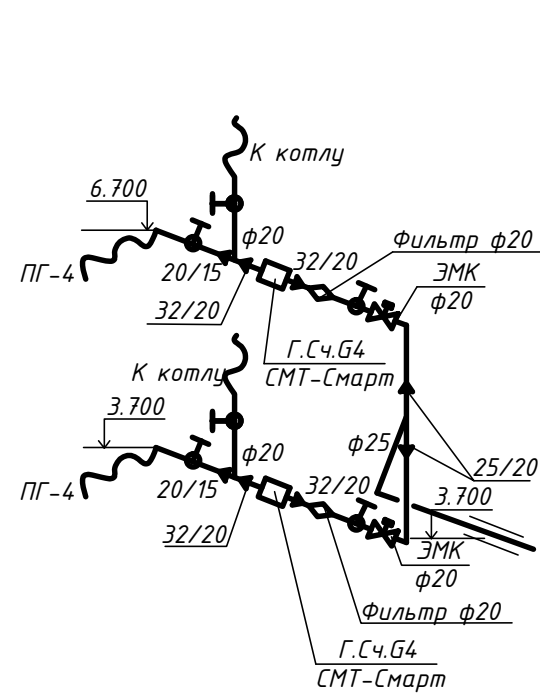 К котлу
6.700
ф20
Фильтр ф20
ПГ-4
20/15
32/20
ЭМК
ф20
32/20
Г.Сч.G4
СМТ-Смарт
К котлу
3.700
ф20
ф25
ПГ-4
20/15
32/20
25/20
3.700
32/20
ЭМК
ф20
Фильтр ф20
Г.Сч.G4
СМТ-Смарт